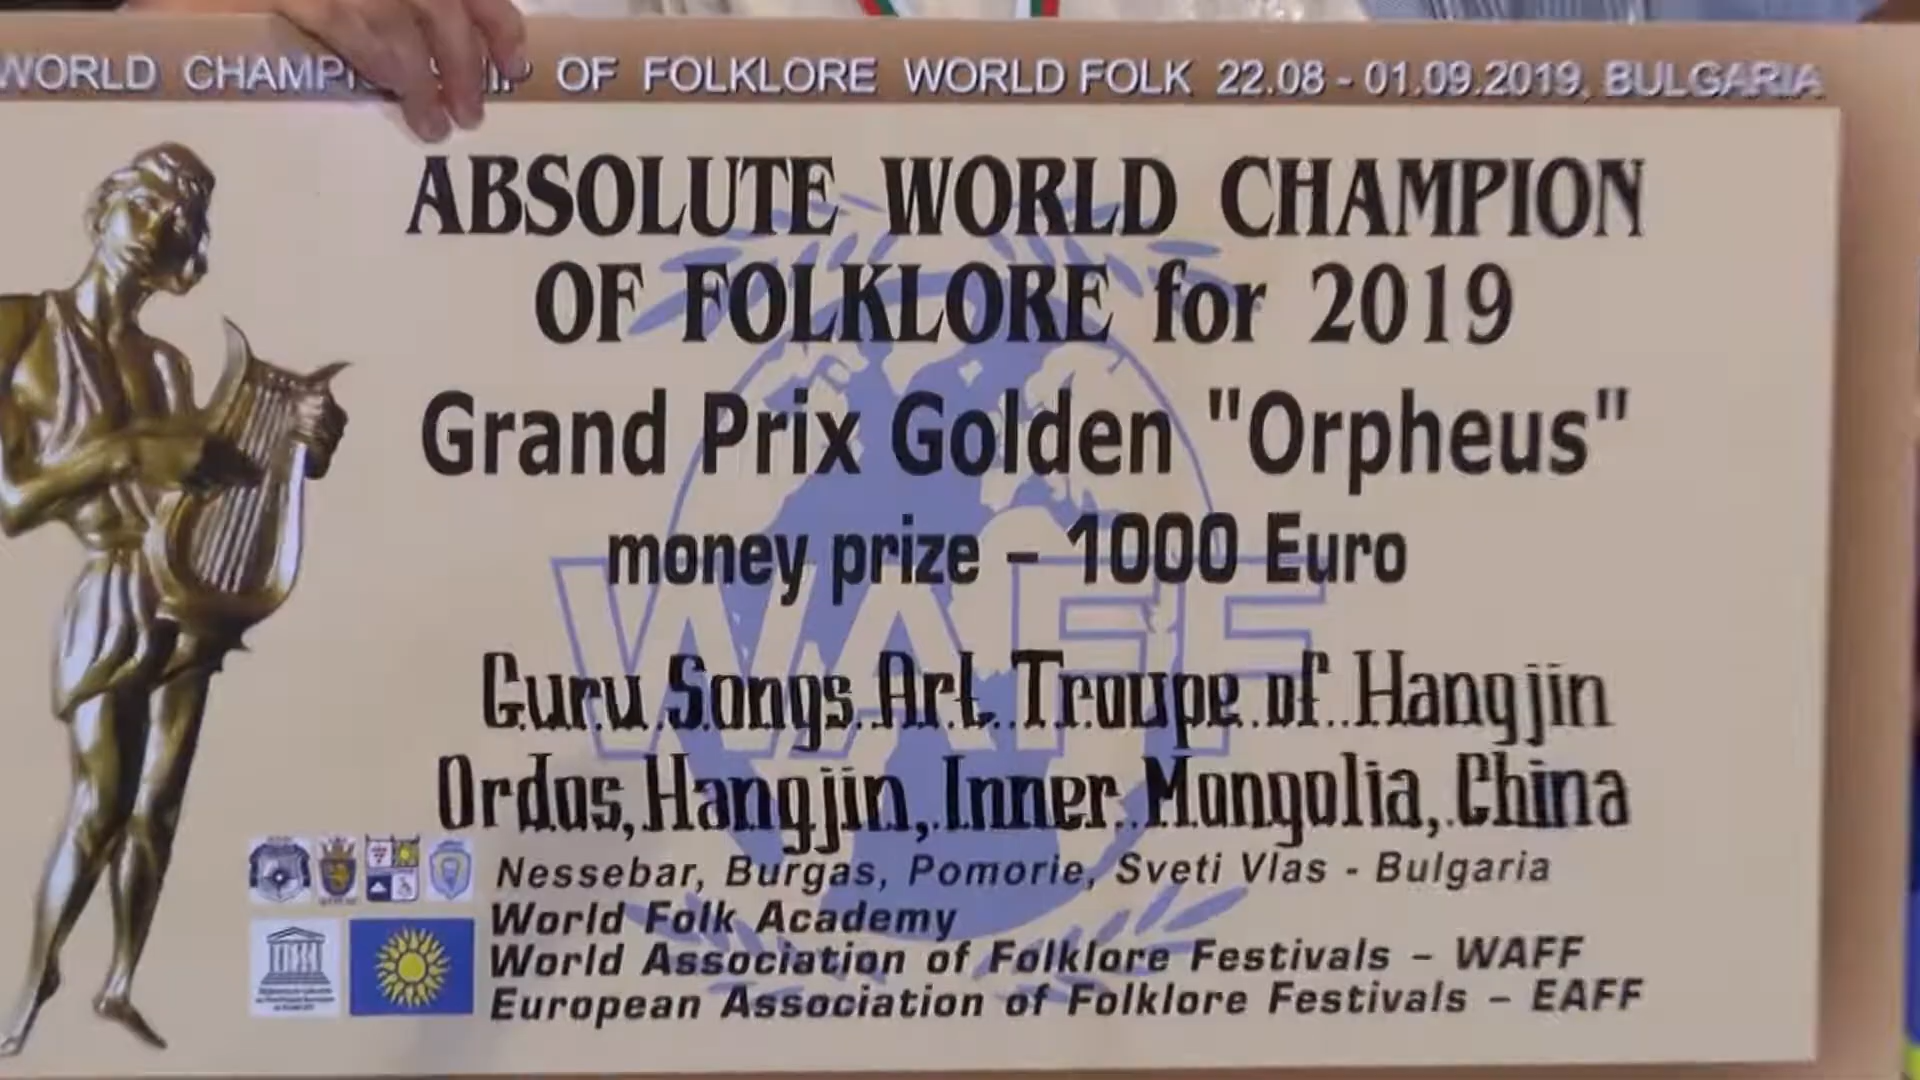 WORLD CHAMPIONSHIP OF FOLKLORE WORLD FOLK 22.08 - 01.09.2019, BULGARIA
ABSOLUTE WORLD CHAMPION
OF FOLKLORE for 2019
Grand Prix Golden "Orpheus"
money prize – 1000 Euro
WAFF
Guru Songs Art Troupe of Hangjin
Ordos, Hangjin, Inner Mongolia, China
Nessebar, Burgas, Pomorie, Sveti Vlas - Bulgaria
World Folk Academy
World Association of Folklore Festivals – WAFF
European Association of Folklore Festivals – EAFF